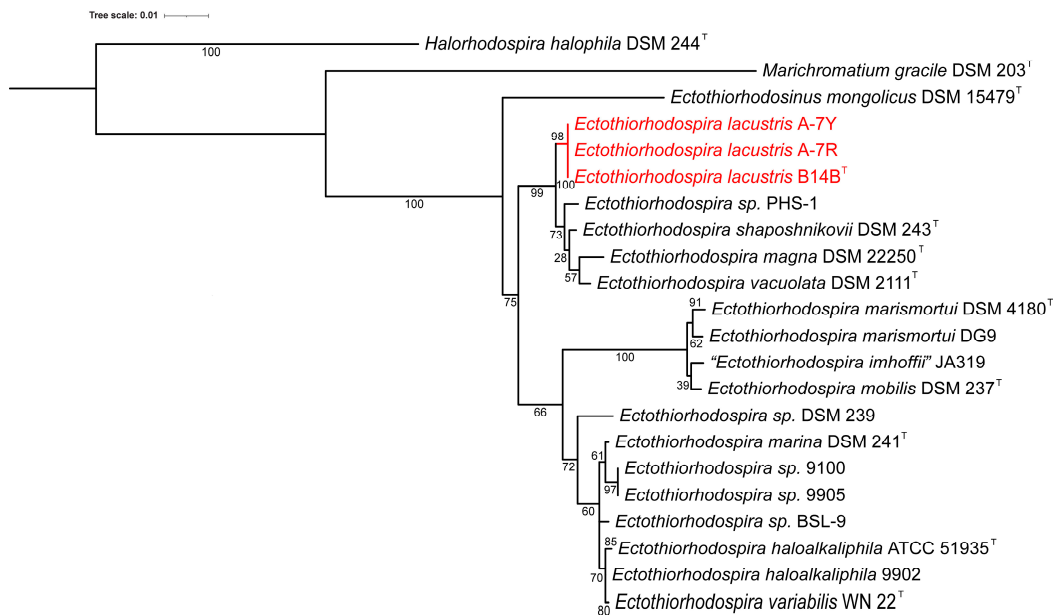 Tree scale: 0.01
Halorhodospira halophila DSM 244T
100
Marichromatium gracile DSM 203T
Ectothiorhodosinus mongolicus DSM 15479T
Ectothiorhodospira lacustris A-7Y
98
Ectothiorhodospira lacustris A-7R
Ectothiorhodospira lacustris B14BT
100
99
100
Ectothiorhodospira sp. PHS-1
Ectothiorhodospira shaposhnikovii DSM 243T
73
Ectothiorhodospira magna DSM 22250T
28
57
Ectothiorhodospira vacuolata DSM 2111T
75
91
Ectothiorhodospira marismortui DSM 4180T
Ectothiorhodospira marismortui DG9
62
100
"Ectothiorhodospira imhoffii" JA319
39
Ectothiorhodospira mobilis DSM 237T
66
Ectothiorhodospira sp. DSM 239
Ectothiorhodospira marina DSM 241T
61
72
Ectothiorhodospira sp. 9100
97
Ectothiorhodospira sp. 9905
60
Ectothiorhodospira sp. BSL-9
85
Ectothiorhodospira haloalkaliphila ATCC 51935T
70
Ectothiorhodospira haloalkaliphila 9902
Ectothiorhodospira variabilis WN 22T
80